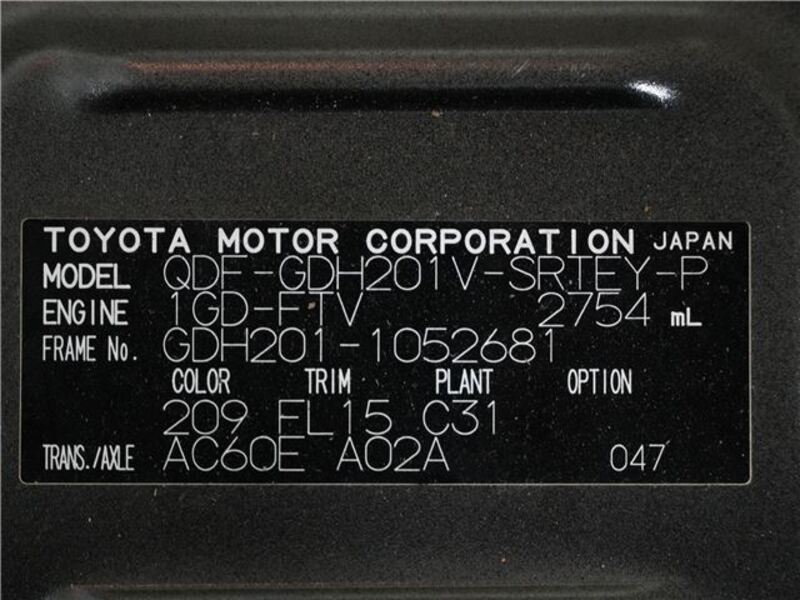 TOYOTA MOTOR CORPORATION JAPAN
MODEL QDF-GDH201V-SRTEY-P
ENGINE 1GD-FTV 2754 mL
FRAME No. GDH201-1052681
COLOR TRIM PLANT OPTION
209 FL15 C31
TRANS./AXLE AC60E A02A 047